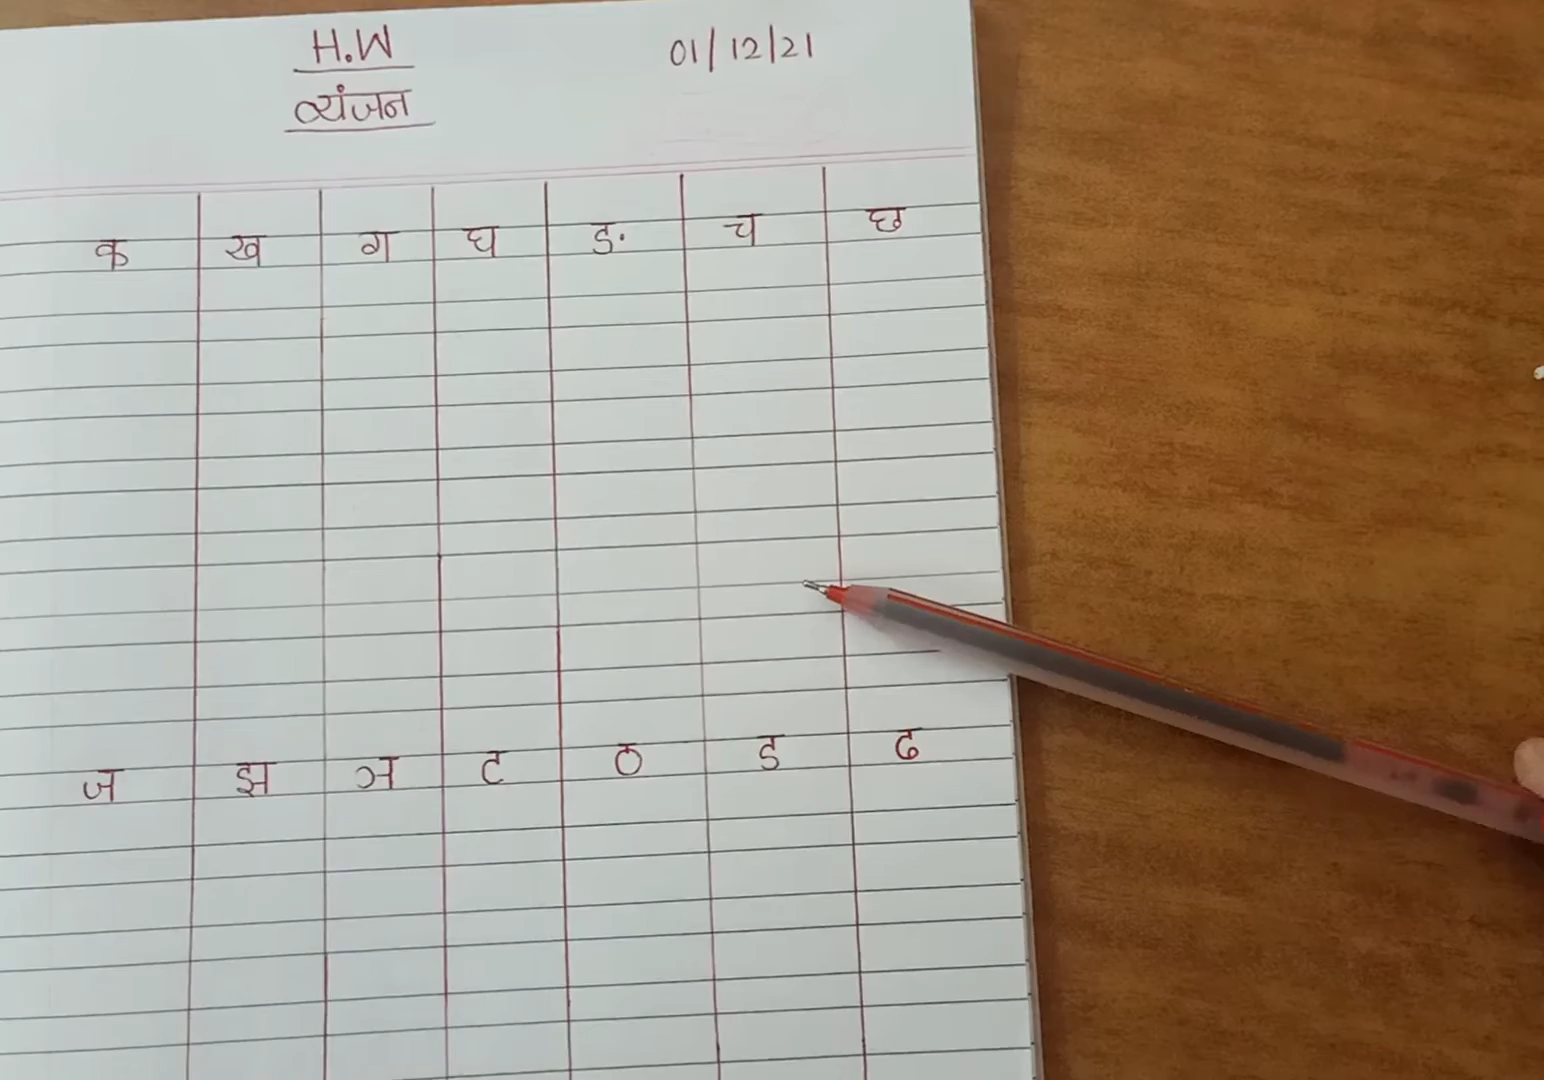 H.W 01/12/21
व्यंजन
क ख ग घ ङ च छ
ज झ ञ ट ठ ड ढ